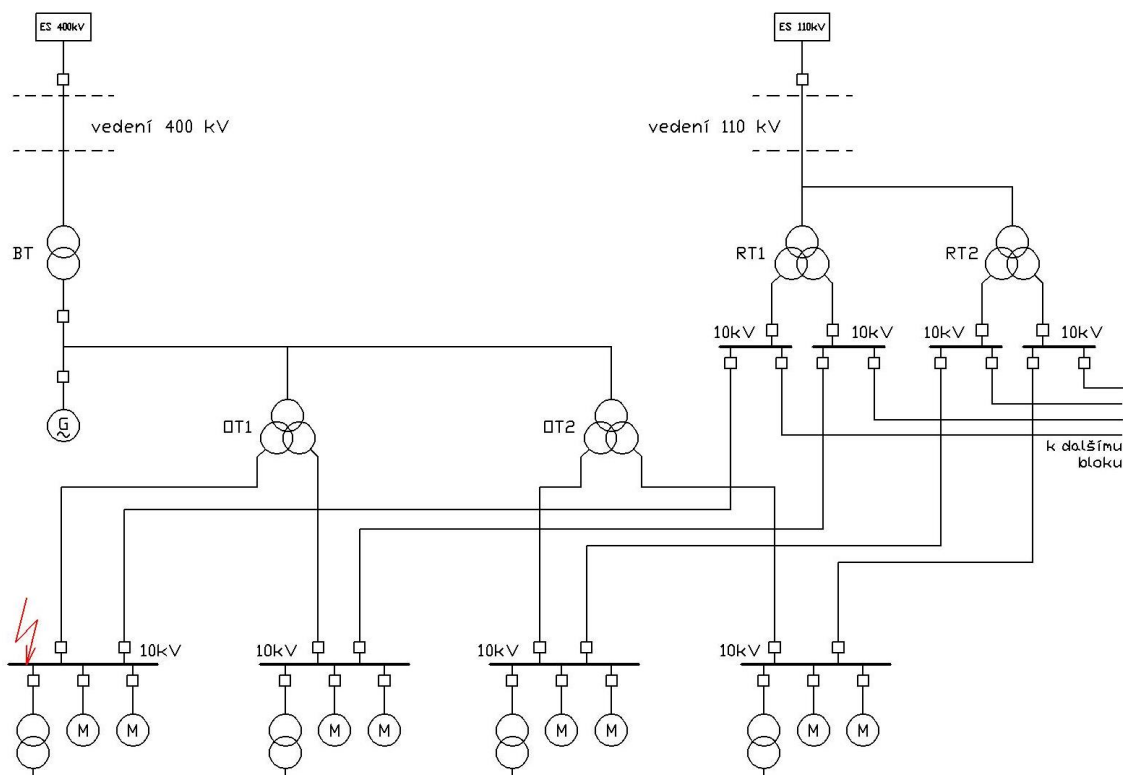 ES 400kV
ES 110kV
vedení 400 kV
vedení 110 kV
BT
RT1
RT2
10kV
10kV
10kV
10kV
G
OT1
OT2
k dalšímu
bloku
10kV
10kV
10kV
10kV
M
M
M
M
M
M
M
M